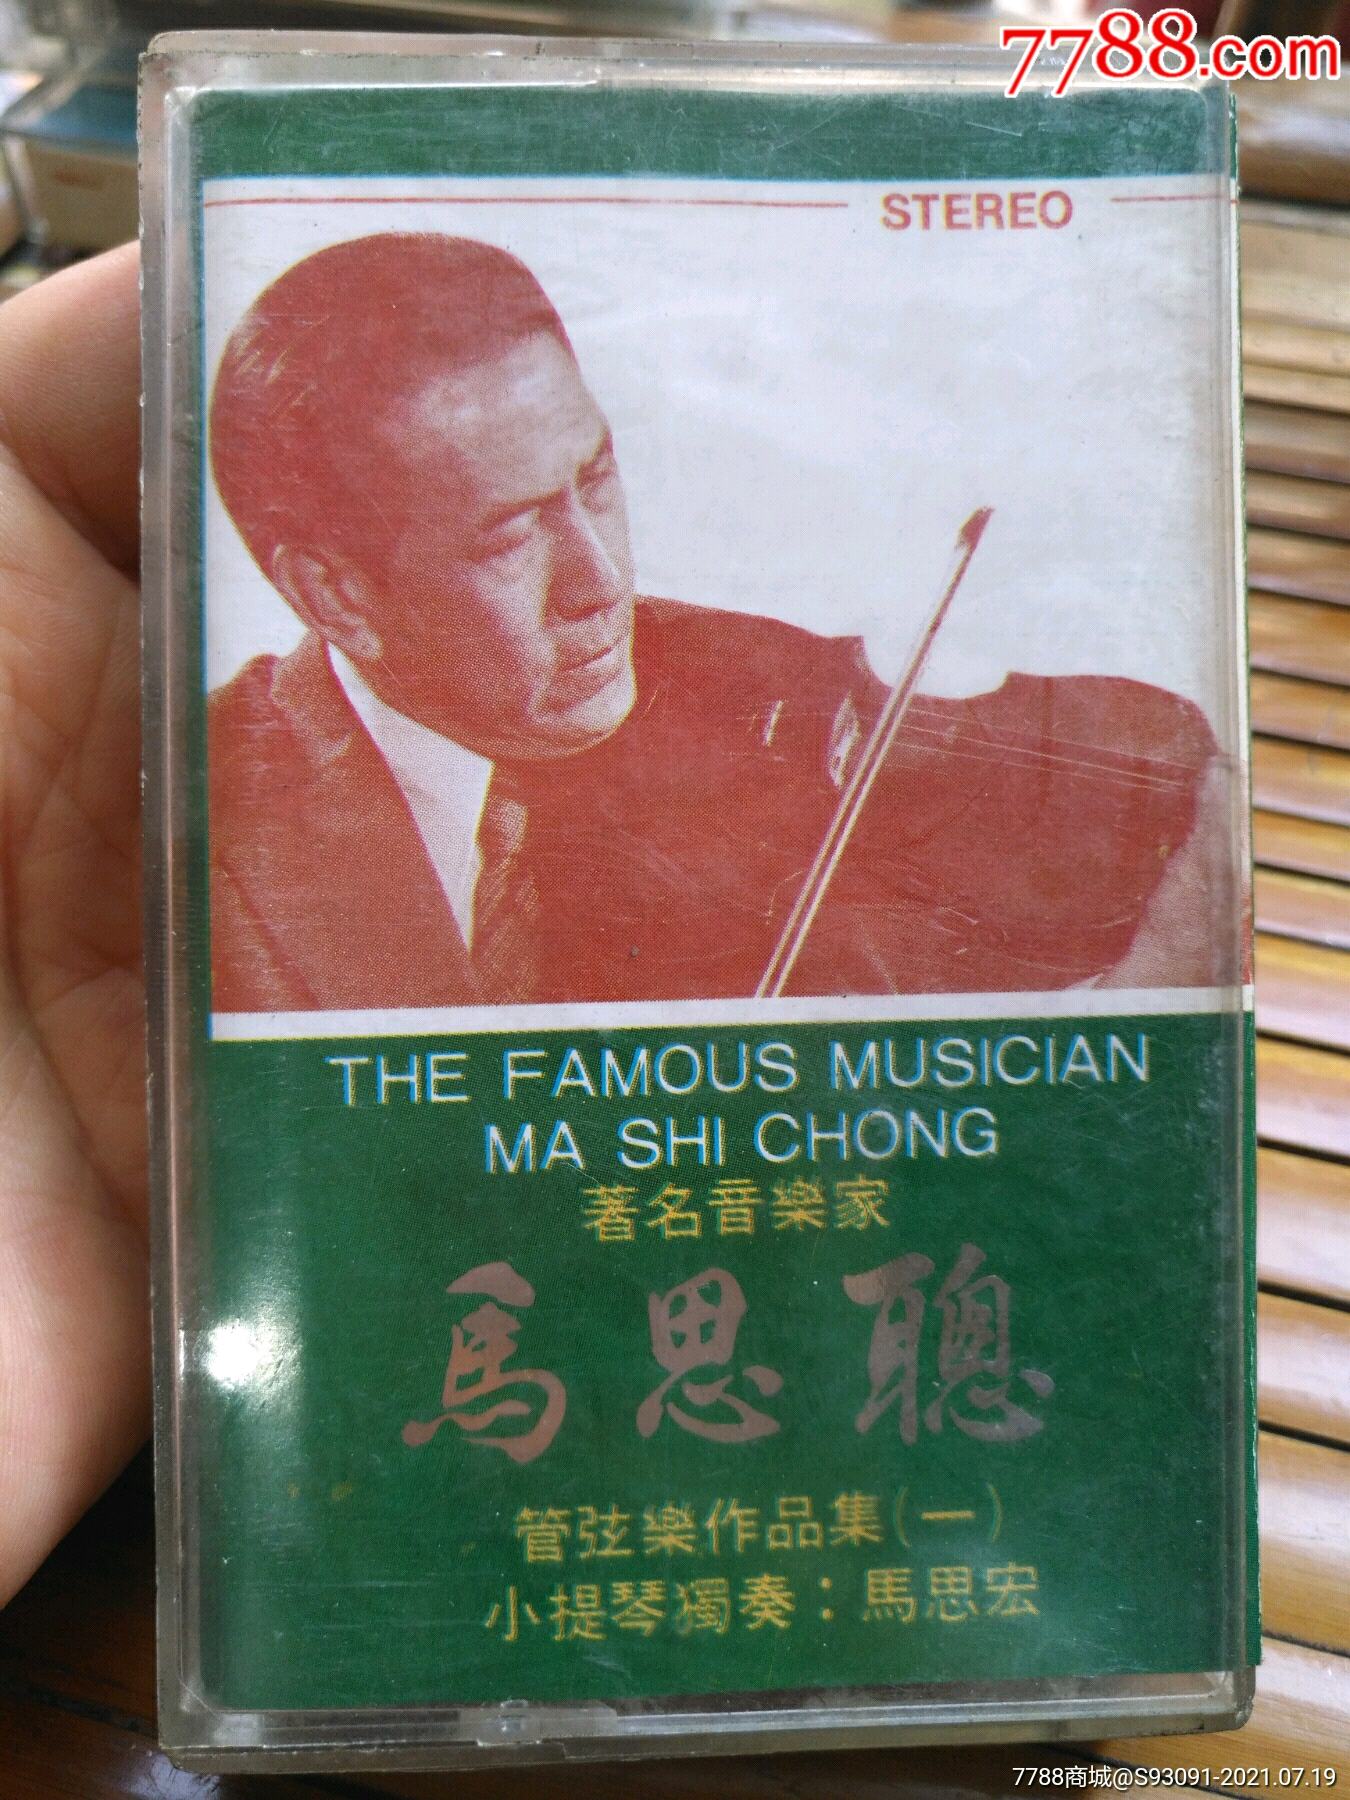 7788.com
STEREO
THE FAMOUS MUSICIAN
MA SHI CHONG
著名音樂家
馬思聰
管弦樂作品集(一)
小提琴獨奏：馬思宏
7788商城@S93091-2021.07.19